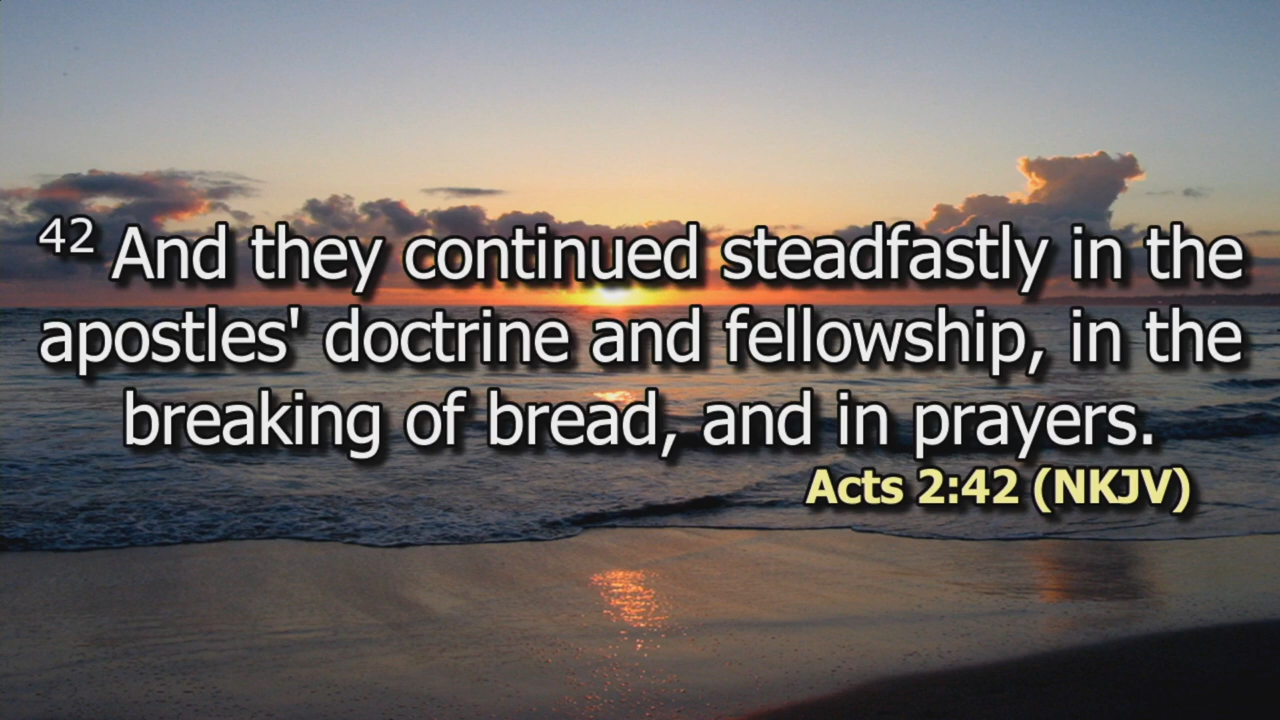 42 And they continued steadfastly in the
apostles' doctrine and fellowship, in the
breaking of bread, and in prayers.
Acts 2:42 (NKJV)